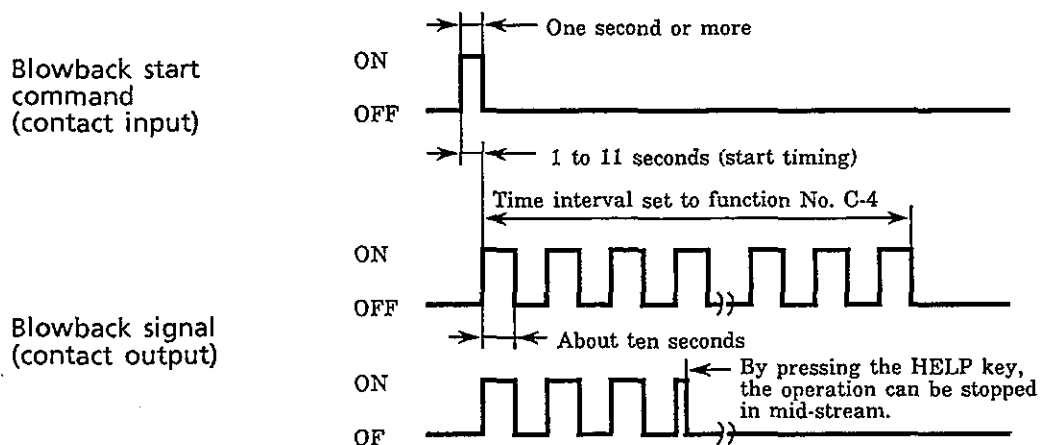 One second or more
Blowback start
command
(contact input)
ON
OFF
1 to 11 seconds (start timing)
Time interval set to function No. C-4
ON
OFF
Blowback signal
(contact output)
About ten seconds
ON
OF
By pressing the HELP key,
the operation can be stopped
in mid-stream.